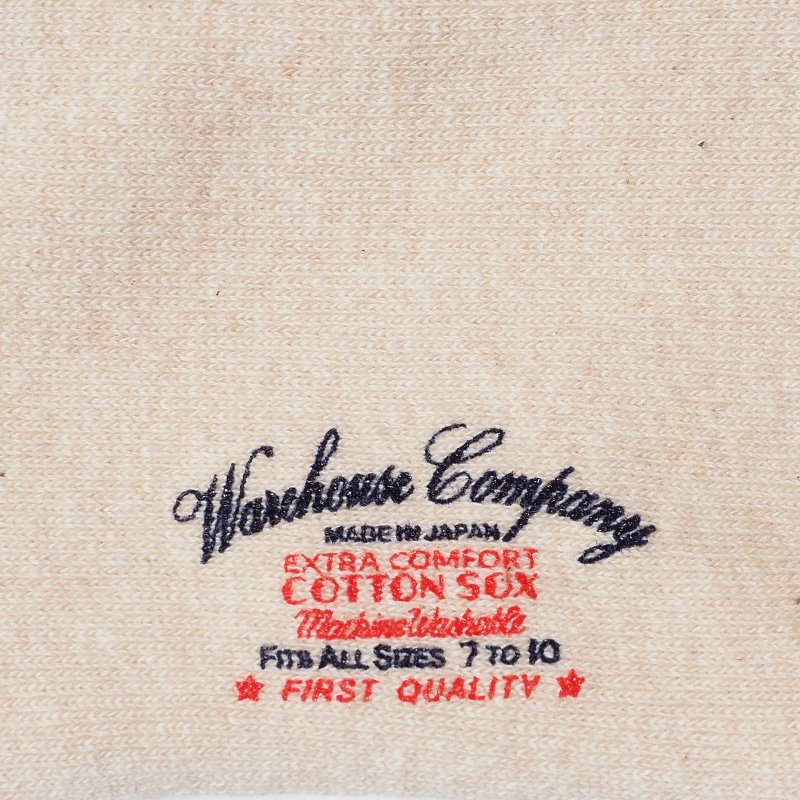 Warehouse Company
MADE IN JAPAN
EXTRA COMFORT
COTTON SOX
Machine Washable
FITS ALL SIZES 7 TO 10
★ FIRST QUALITY ★